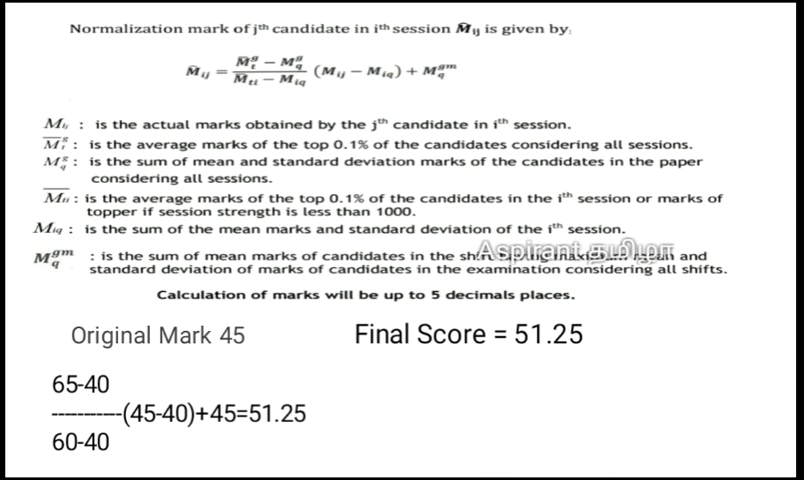 Normalization mark of jth candidate in ith session M̂ij is given by:
M̂ij = (M̄tg − Mqg) / (M̄ti − Miq) (Mij − Miq) + Mqgm
Mij : is the actual marks obtained by the jth candidate in ith session.
M̄tg : is the average marks of the top 0.1% of the candidates considering all sessions.
Mqg : is the sum of mean and standard deviation marks of the candidates in the paper
considering all sessions.
M̄ti : is the average marks of the top 0.1% of the candidates in the ith session or marks of
topper if session strength is less than 1000.
Miq : is the sum of the mean marks and standard deviation of the ith session.
Mqgm : is the sum of mean marks of candidates in the shift having maximum mean and
Aspirant தமிழா
standard deviation of marks of candidates in the examination considering all shifts.
Calculation of marks will be up to 5 decimals places.
Original Mark 45 Final Score = 51.25
65-40
-----------(45-40)+45=51.25
60-40